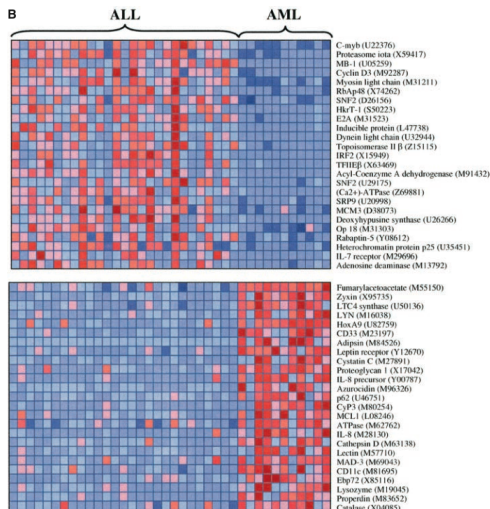 B
ALL AML
C-myb (U22376)
Proteasome iota (X59417)
MB-1 (U05259)
Cyclin D3 (M92287)
Myosin light chain (M31211)
RbAp48 (X74262)
SNF2 (D26156)
HkrT-1 (S50223)
E2A (M31523)
Inducible protein (L47738)
Dynein light chain (U32944)
Topoisomerase II β (Z15115)
IRF2 (X15949)
TFIIEβ (X63469)
Acyl-Coenzyme A dehydrogenase (M91432)
SNF2 (U29175)
(Ca2+)-ATPase (Z69881)
SRP9 (U20998)
MCM3 (D38073)
Deoxyhypusine synthase (U26266)
Op 18 (M31303)
Rabaptin-5 (Y08612)
Heterochromatin protein p25 (U35451)
IL-7 receptor (M29696)
Adenosine deaminase (M13792)
Fumarylacetoacetate (M55150)
Zyxin (X95735)
LTC4 synthase (U50136)
LYN (M16038)
HoxA9 (U82759)
CD33 (M23197)
Adipsin (M84526)
Leptin receptor (Y12670)
Cystatin C (M27891)
Proteoglycan 1 (X17042)
IL-8 precursor (Y00787)
Azurocidin (M96326)
p62 (U46751)
CyP3 (M80254)
MCL1 (L08246)
ATPase (M62762)
IL-8 (M28130)
Cathepsin D (M63138)
Lectin (M57710)
MAD-3 (M69043)
CD11c (M81695)
Ebp72 (X85116)
Lysozyme (M19045)
Properdin (M83652)
Catalase (X04085)